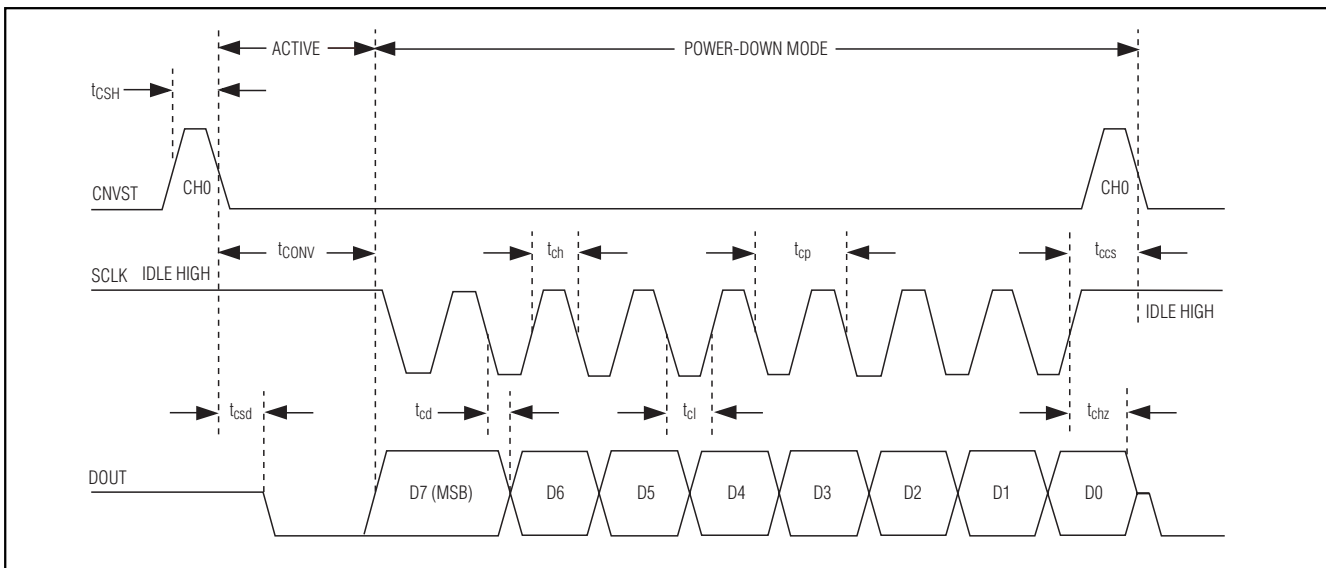 ACTIVE POWER-DOWN MODE
tCSH
CNVST CH0 CH0
tCONV tch tcp tccs
SCLK IDLE HIGH
IDLE HIGH
tcsd tcd tcl tchz
DOUT D7 (MSB) D6 D5 D4 D3 D2 D1 D0